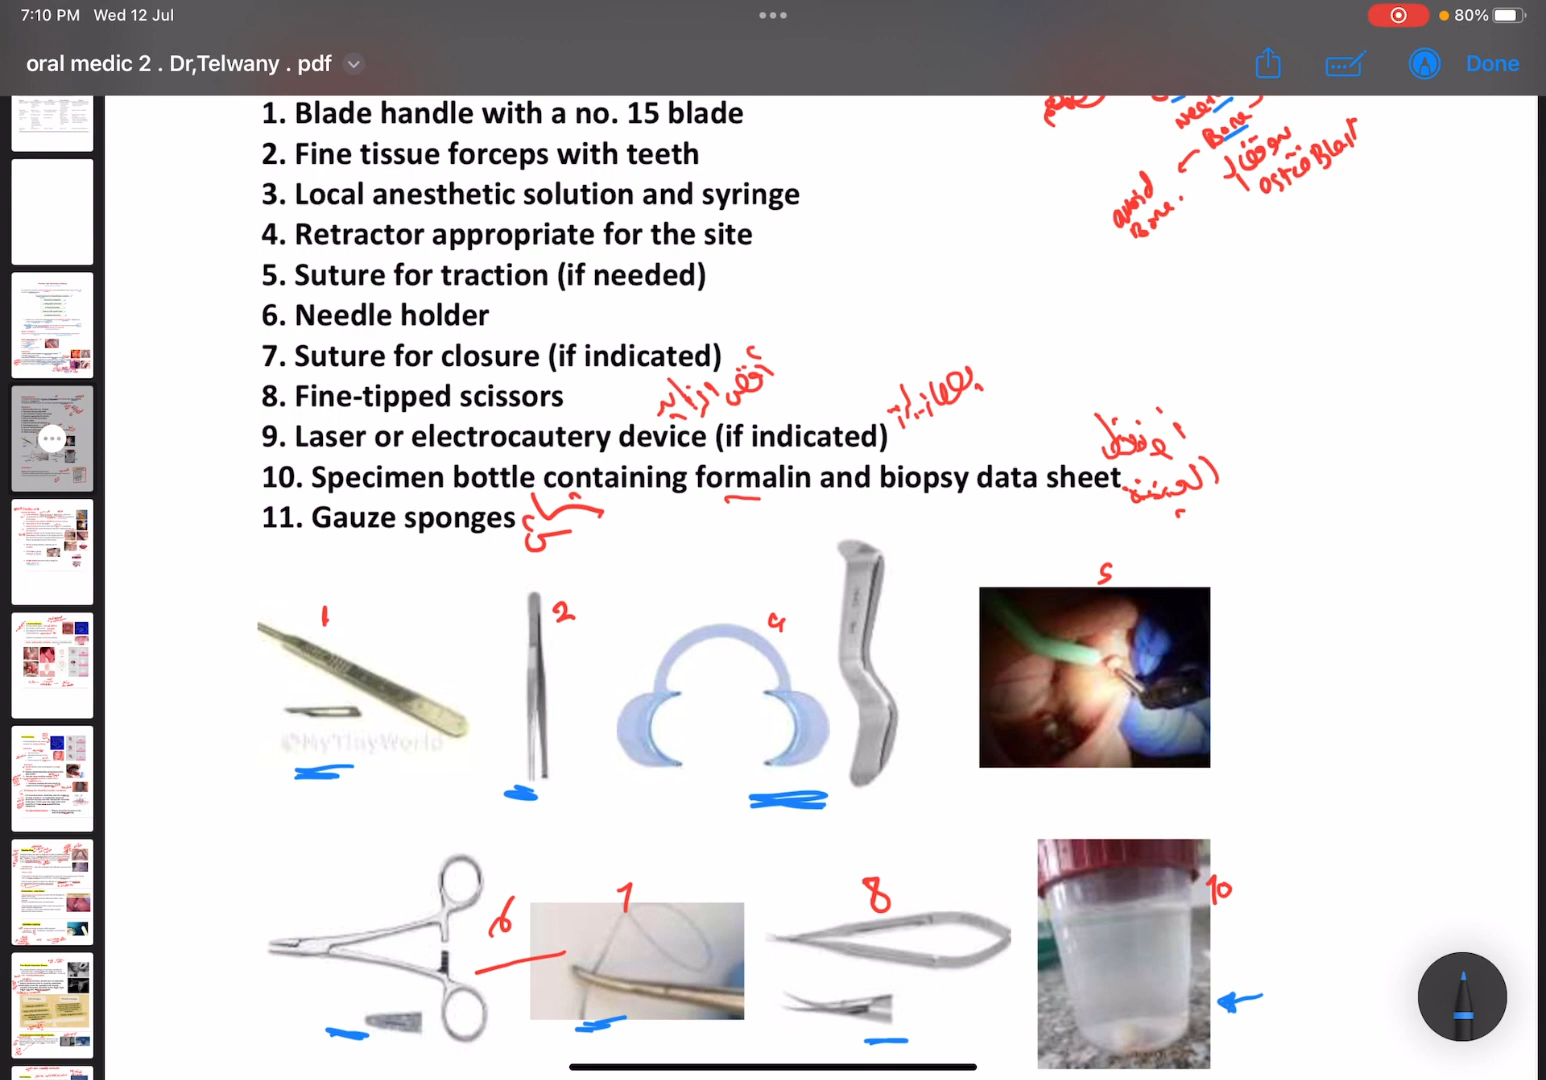 7:10 PM Wed 12 Jul
80%
oral medic 2 . Dr,Telwany . pdf
Done
1. Blade handle with a no. 15 blade
2. Fine tissue forceps with teeth
3. Local anesthetic solution and syringe
4. Retractor appropriate for the site
5. Suture for traction (if needed)
6. Needle holder
7. Suture for closure (if indicated)
8. Fine-tipped scissors
9. Laser or electrocautery device (if indicated)
10. Specimen bottle containing formalin and biopsy data sheet
11. Gauze sponges
Bone
osteoBlast
avoid
Bone.
شاش
1
2
4
5
©MyTinyWorld
6
7
8
10